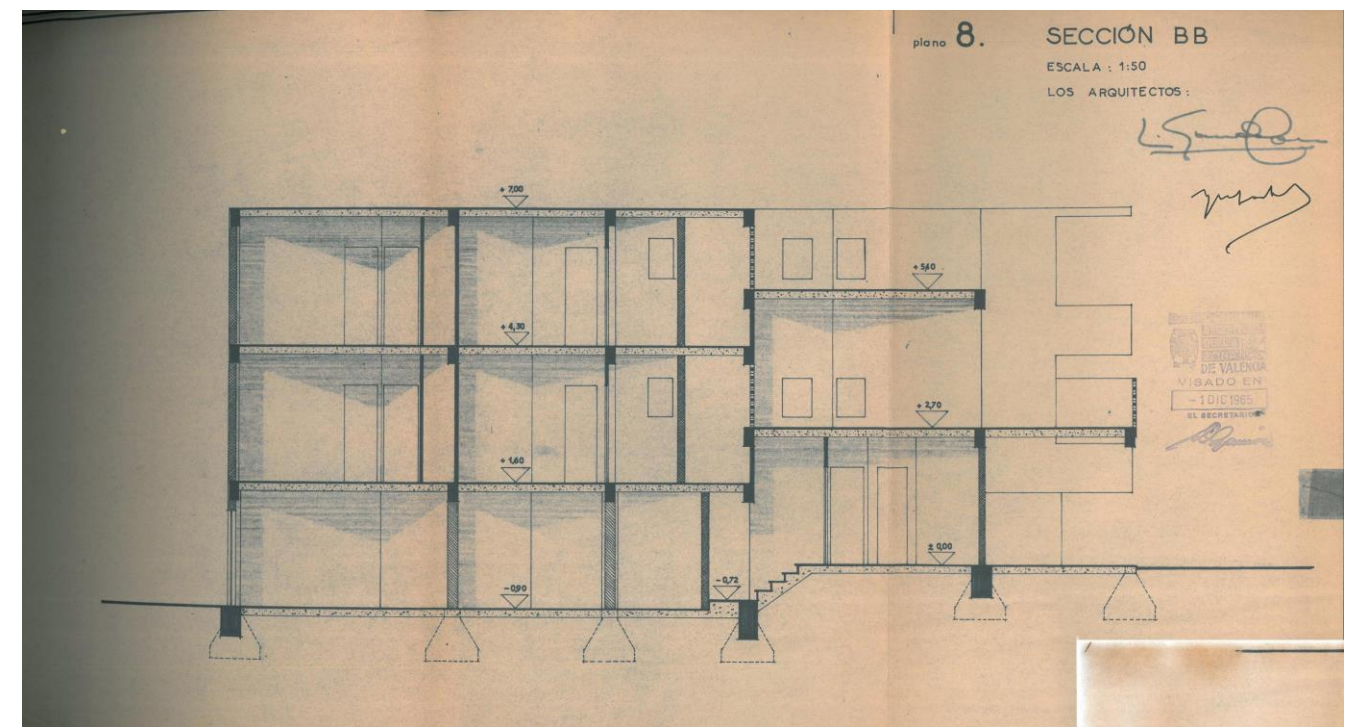 plano 8.
SECCIÓN BB
ESCALA : 1:50
LOS ARQUITECTOS :
+ 7,00
+ 5,40
+ 4,30
+ 2,70
+ 1,60
± 0,00
-0,72
-0,90
DE VALENCIA
VISADO EN
-1 DIC 1965
EL SECRETARIO